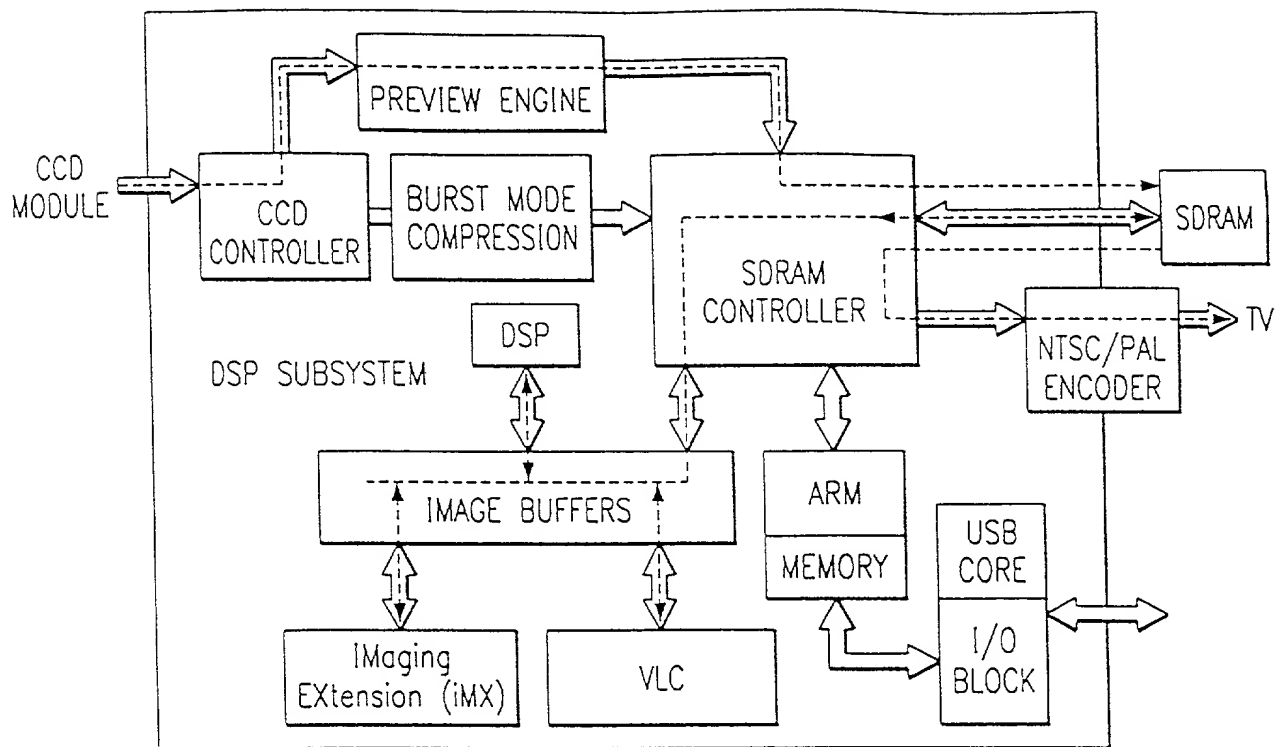 PREVIEW ENGINE
CCD
MODULE
CCD
CONTROLLER
BURST MODE
COMPRESSION
SDRAM
CONTROLLER
SDRAM
NTSC/PAL
ENCODER
TV
DSP
DSP SUBSYSTEM
IMAGE BUFFERS
ARM
MEMORY
USB
CORE
I/O
BLOCK
IMaging
EXtension (iMX)
VLC